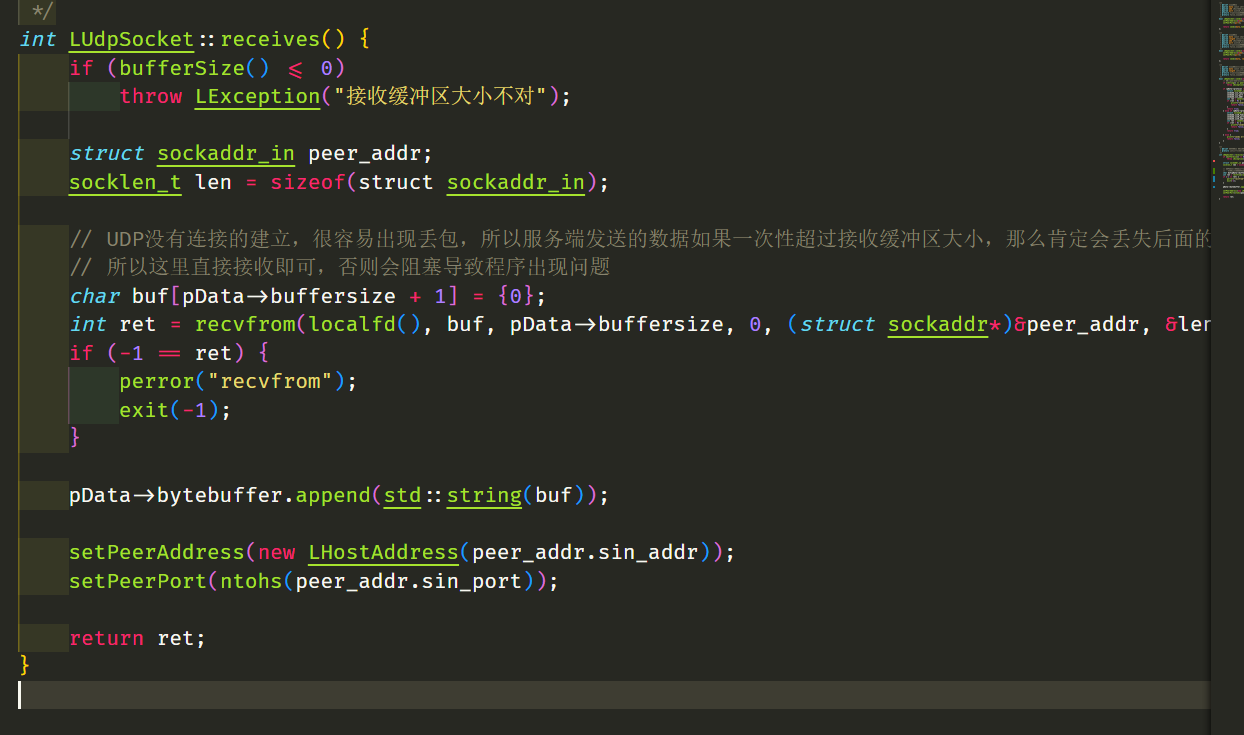 */
int LUdpSocket::receives() {
if (bufferSize() <= 0)
throw LException("接收缓冲区大小不对");
struct sockaddr_in peer_addr;
socklen_t len = sizeof(struct sockaddr_in);
// UDP没有连接的建立，很容易出现丢包，所以服务端发送的数据如果一次性超过接收缓冲区大小，那么肯定会丢失后面的
// 所以这里直接接收即可，否则会阻塞导致程序出现问题
char buf[pData->buffersize + 1] = {0};
int ret = recvfrom(localfd(), buf, pData->buffersize, 0, (struct sockaddr*)&peer_addr, &len
if (-1 == ret) {
perror("recvfrom");
exit(-1);
}
pData->bytebuffer.append(std::string(buf));
setPeerAddress(new LHostAddress(peer_addr.sin_addr));
setPeerPort(ntohs(peer_addr.sin_port));
return ret;
}